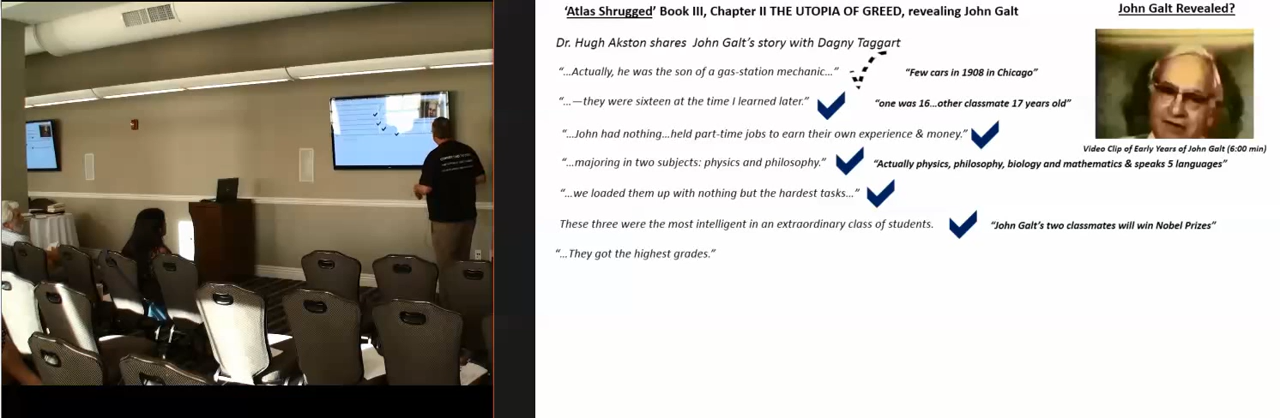 'Atlas Shrugged' Book III, Chapter II THE UTOPIA OF GREED, revealing John Galt
John Galt Revealed?
Dr. Hugh Akston shares John Galt's story with Dagny Taggart
"...Actually, he was the son of a gas-station mechanic..."
"Few cars in 1908 in Chicago"
"...—they were sixteen at the time I learned later."
"one was 16...other classmate 17 years old"
"...John had nothing...held part-time jobs to earn their own experience & money."
Video Clip of Early Years of John Galt (6:00 min)
"...majoring in two subjects: physics and philosophy."
"Actually physics, philosophy, biology and mathematics & speaks 5 languages"
"...we loaded them up with nothing but the hardest tasks..."
These three were the most intelligent in an extraordinary class of students.
"John Galt's two classmates will win Nobel Prizes"
"...They got the highest grades."